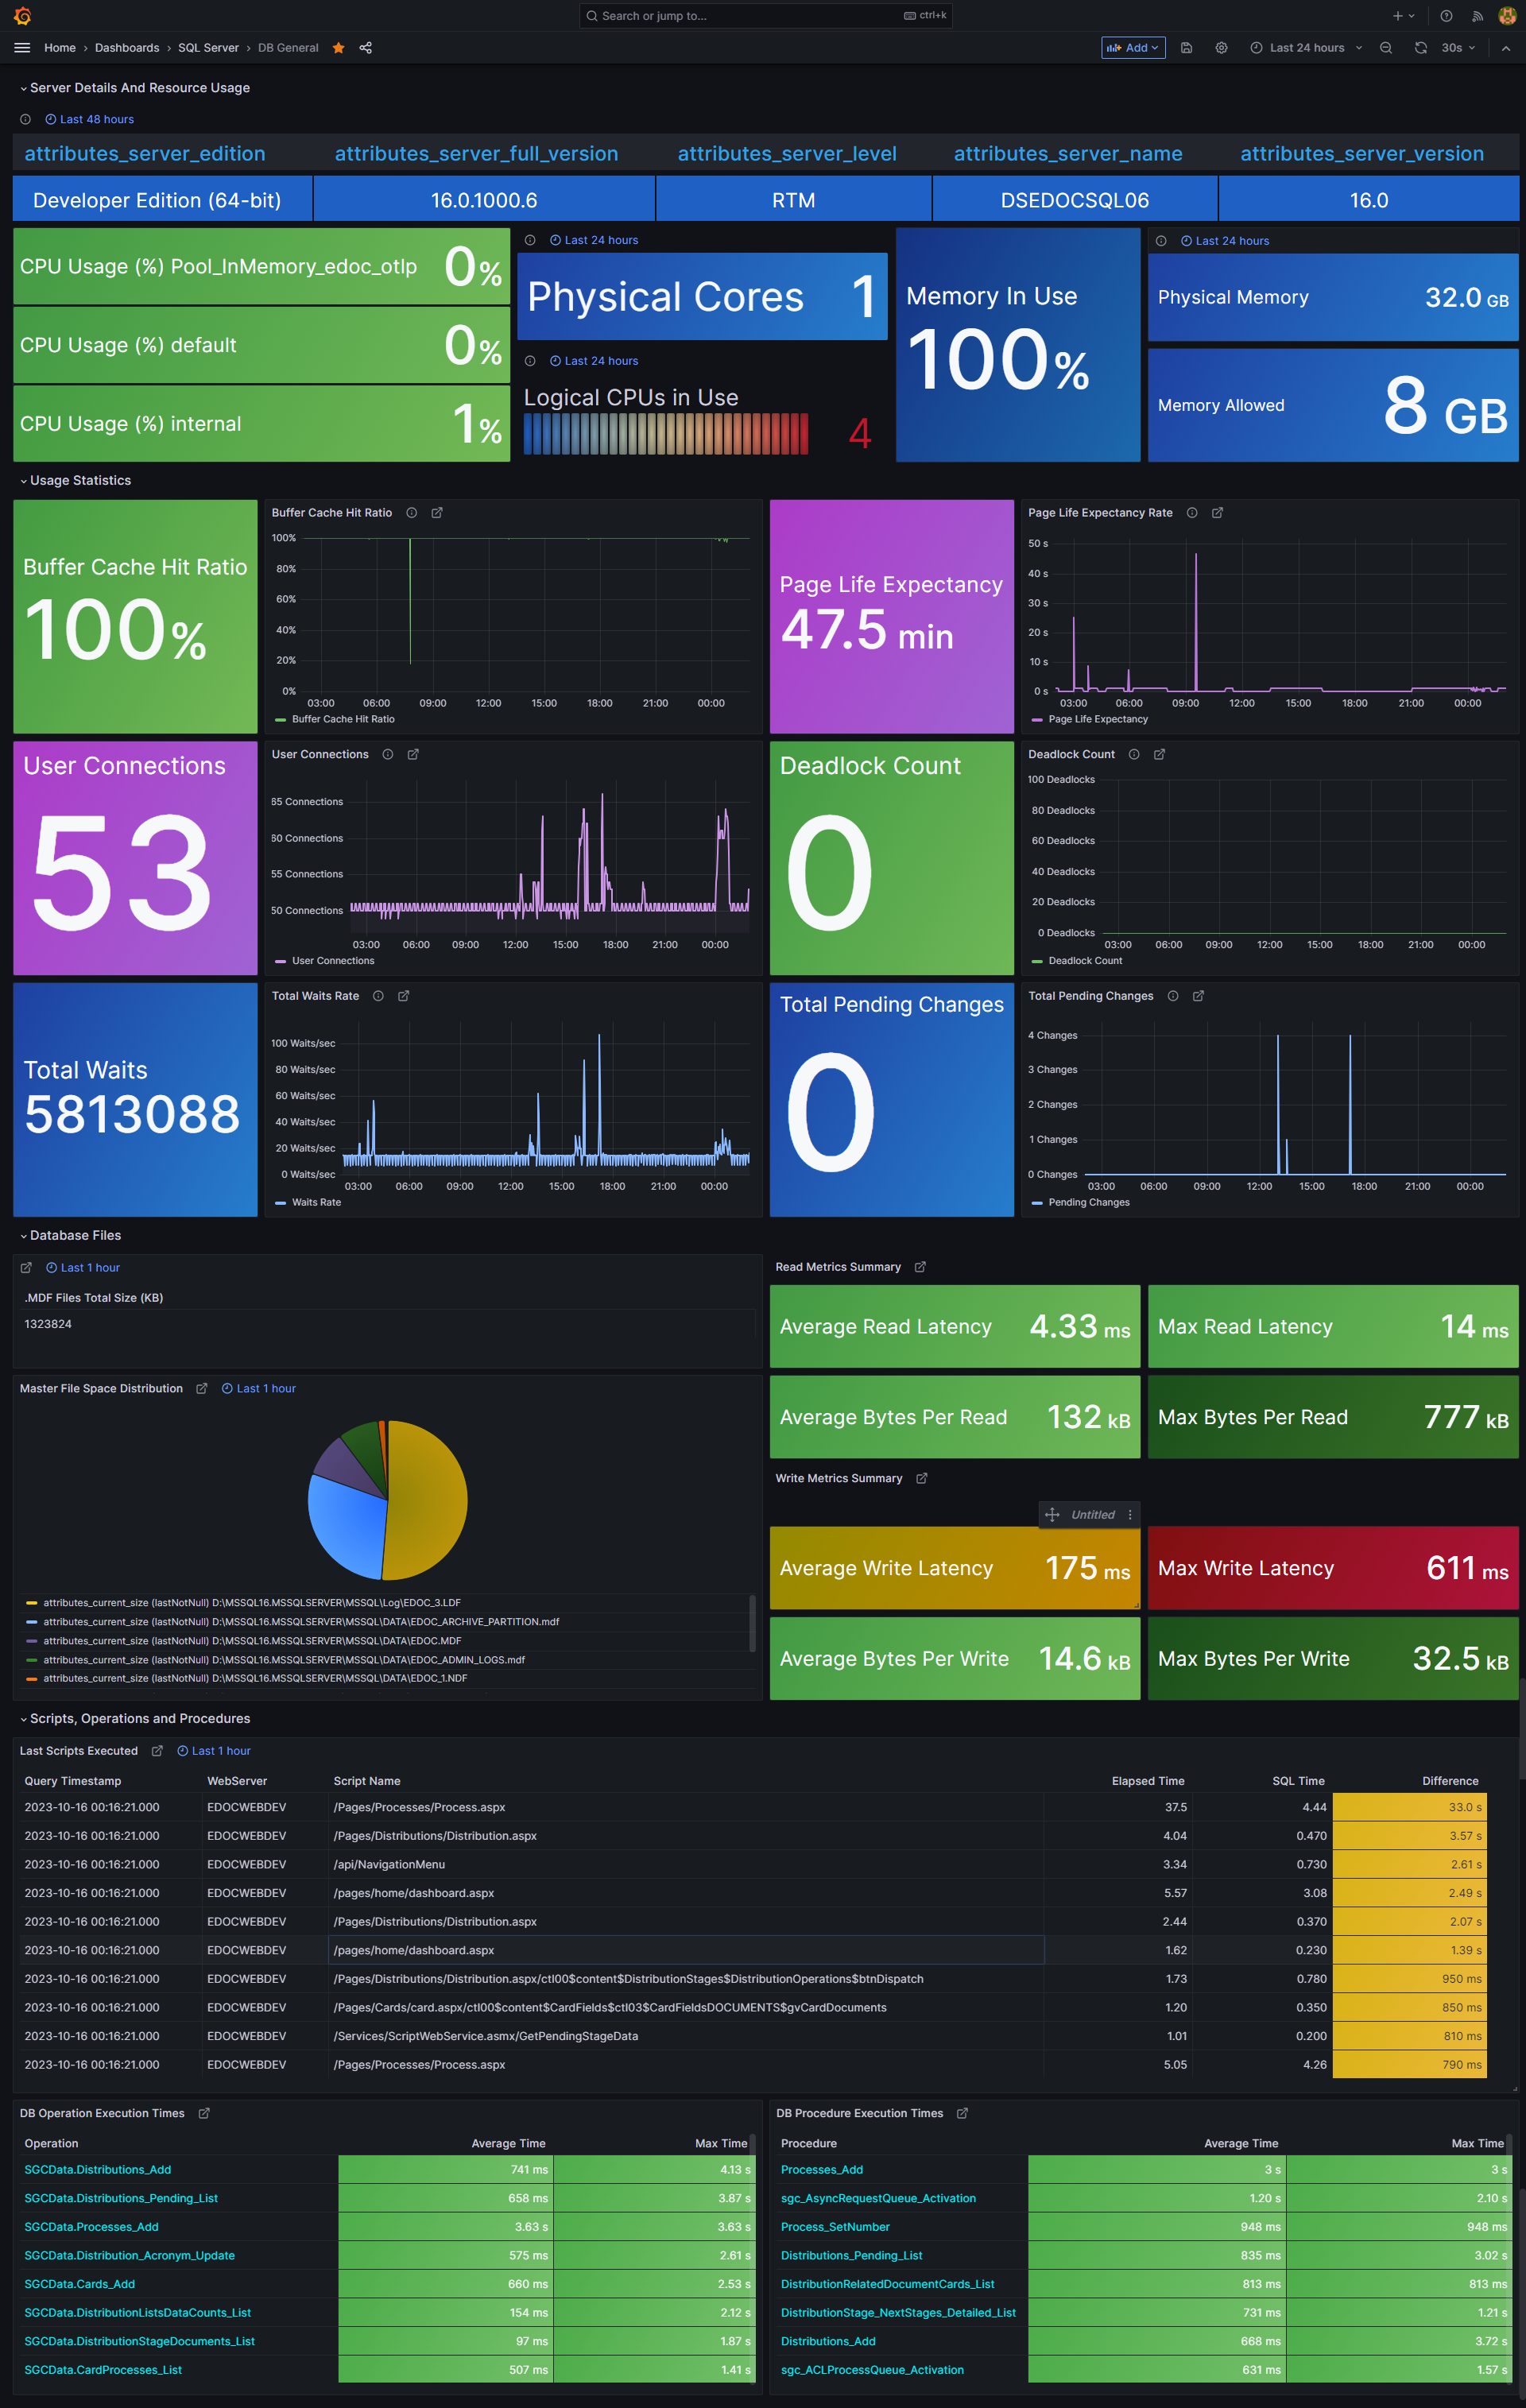 Search or jump to... ctrl+k
Home › Dashboards › SQL Server › DB General Add Last 24 hours 30s
Server Details And Resource Usage
Last 48 hours
attributes_server_edition attributes_server_full_version attributes_server_level attributes_server_name attributes_server_version
Developer Edition (64-bit) 16.0.1000.6 RTM DSEDOCSQL06 16.0
CPU Usage (%) Pool_InMemory_edoc_otlp 0%
CPU Usage (%) default 0%
CPU Usage (%) internal 1%
Last 24 hours
Physical Cores 1
Last 24 hours
Logical CPUs in Use
4
Memory In Use
100%
Last 24 hours
Physical Memory 32.0 GB
Memory Allowed 8 GB
Usage Statistics
Buffer Cache Hit Ratio
100%
Buffer Cache Hit Ratio
100%
80%
60%
40%
20%
0%
03:00 06:00 09:00 12:00 15:00 18:00 21:00 00:00
Buffer Cache Hit Ratio
Page Life Expectancy
47.5 min
Page Life Expectancy Rate
50 s
40 s
30 s
20 s
10 s
0 s
03:00 06:00 09:00 12:00 15:00 18:00 21:00 00:00
Page Life Expectancy
User Connections
53
User Connections
65 Connections
60 Connections
55 Connections
50 Connections
03:00 06:00 09:00 12:00 15:00 18:00 21:00 00:00
User Connections
Deadlock Count
0
Deadlock Count
100 Deadlocks
80 Deadlocks
60 Deadlocks
40 Deadlocks
20 Deadlocks
0 Deadlocks
03:00 06:00 09:00 12:00 15:00 18:00 21:00 00:00
Deadlock Count
Total Waits
5813088
Total Waits Rate
100 Waits/sec
80 Waits/sec
60 Waits/sec
40 Waits/sec
20 Waits/sec
0 Waits/sec
03:00 06:00 09:00 12:00 15:00 18:00 21:00 00:00
Waits Rate
Total Pending Changes
0
Total Pending Changes
4 Changes
3 Changes
2 Changes
1 Changes
0 Changes
03:00 06:00 09:00 12:00 15:00 18:00 21:00 00:00
Pending Changes
Database Files
Last 1 hour
.MDF Files Total Size (KB)
1323824
Master File Space Distribution Last 1 hour
attributes_current_size (lastNotNull) D:\MSSQL16.MSSQLSERVER\MSSQL\Log\EDOC_3.LDF
attributes_current_size (lastNotNull) D:\MSSQL16.MSSQLSERVER\MSSQL\DATA\EDOC_ARCHIVE_PARTITION.mdf
attributes_current_size (lastNotNull) D:\MSSQL16.MSSQLSERVER\MSSQL\DATA\EDOC.MDF
attributes_current_size (lastNotNull) D:\MSSQL16.MSSQLSERVER\MSSQL\DATA\EDOC_ADMIN_LOGS.mdf
attributes_current_size (lastNotNull) D:\MSSQL16.MSSQLSERVER\MSSQL\DATA\EDOC_1.NDF
Read Metrics Summary
Average Read Latency 4.33 ms
Max Read Latency 14 ms
Average Bytes Per Read 132 kB
Max Bytes Per Read 777 kB
Write Metrics Summary
Untitled
Average Write Latency 175 ms
Max Write Latency 611 ms
Average Bytes Per Write 14.6 kB
Max Bytes Per Write 32.5 kB
Scripts, Operations and Procedures
Last Scripts Executed Last 1 hour
Query Timestamp WebServer Script Name Elapsed Time SQL Time Difference
2023-10-16 00:16:21.000 EDOCWEBDEV /Pages/Processes/Process.aspx 37.5 4.44 33.0 s
2023-10-16 00:16:21.000 EDOCWEBDEV /Pages/Distributions/Distribution.aspx 4.04 0.470 3.57 s
2023-10-16 00:16:21.000 EDOCWEBDEV /api/NavigationMenu 3.34 0.730 2.61 s
2023-10-16 00:16:21.000 EDOCWEBDEV /pages/home/dashboard.aspx 5.57 3.08 2.49 s
2023-10-16 00:16:21.000 EDOCWEBDEV /Pages/Distributions/Distribution.aspx 2.44 0.370 2.07 s
2023-10-16 00:16:21.000 EDOCWEBDEV /pages/home/dashboard.aspx 1.62 0.230 1.39 s
2023-10-16 00:16:21.000 EDOCWEBDEV /Pages/Distributions/Distribution.aspx/ctl00$content$DistributionStages$DistributionOperations$btnDispatch 1.73 0.780 950 ms
2023-10-16 00:16:21.000 EDOCWEBDEV /Pages/Cards/card.aspx/ctl00$content$CardFields$ctl03$CardFieldsDOCUMENTS$gvCardDocuments 1.20 0.350 850 ms
2023-10-16 00:16:21.000 EDOCWEBDEV /Services/ScriptWebService.asmx/GetPendingStageData 1.01 0.200 810 ms
2023-10-16 00:16:21.000 EDOCWEBDEV /Pages/Processes/Process.aspx 5.05 4.26 790 ms
DB Operation Execution Times
Operation Average Time Max Time
SGCData.Distributions_Add 741 ms 4.13 s
SGCData.Distributions_Pending_List 658 ms 3.87 s
SGCData.Processes_Add 3.63 s 3.63 s
SGCData.Distribution_Acronym_Update 575 ms 2.61 s
SGCData.Cards_Add 660 ms 2.53 s
SGCData.DistributionListsDataCounts_List 154 ms 2.12 s
SGCData.DistributionStageDocuments_List 97 ms 1.87 s
SGCData.CardProcesses_List 507 ms 1.41 s
DB Procedure Execution Times
Procedure Average Time Max Time
Processes_Add 3 s 3 s
sgc_AsyncRequestQueue_Activation 1.20 s 2.10 s
Process_SetNumber 948 ms 948 ms
Distributions_Pending_List 835 ms 3.02 s
DistributionRelatedDocumentCards_List 813 ms 813 ms
DistributionStage_NextStages_Detailed_List 731 ms 1.21 s
Distributions_Add 668 ms 3.72 s
sgc_ACLProcessQueue_Activation 631 ms 1.57 s